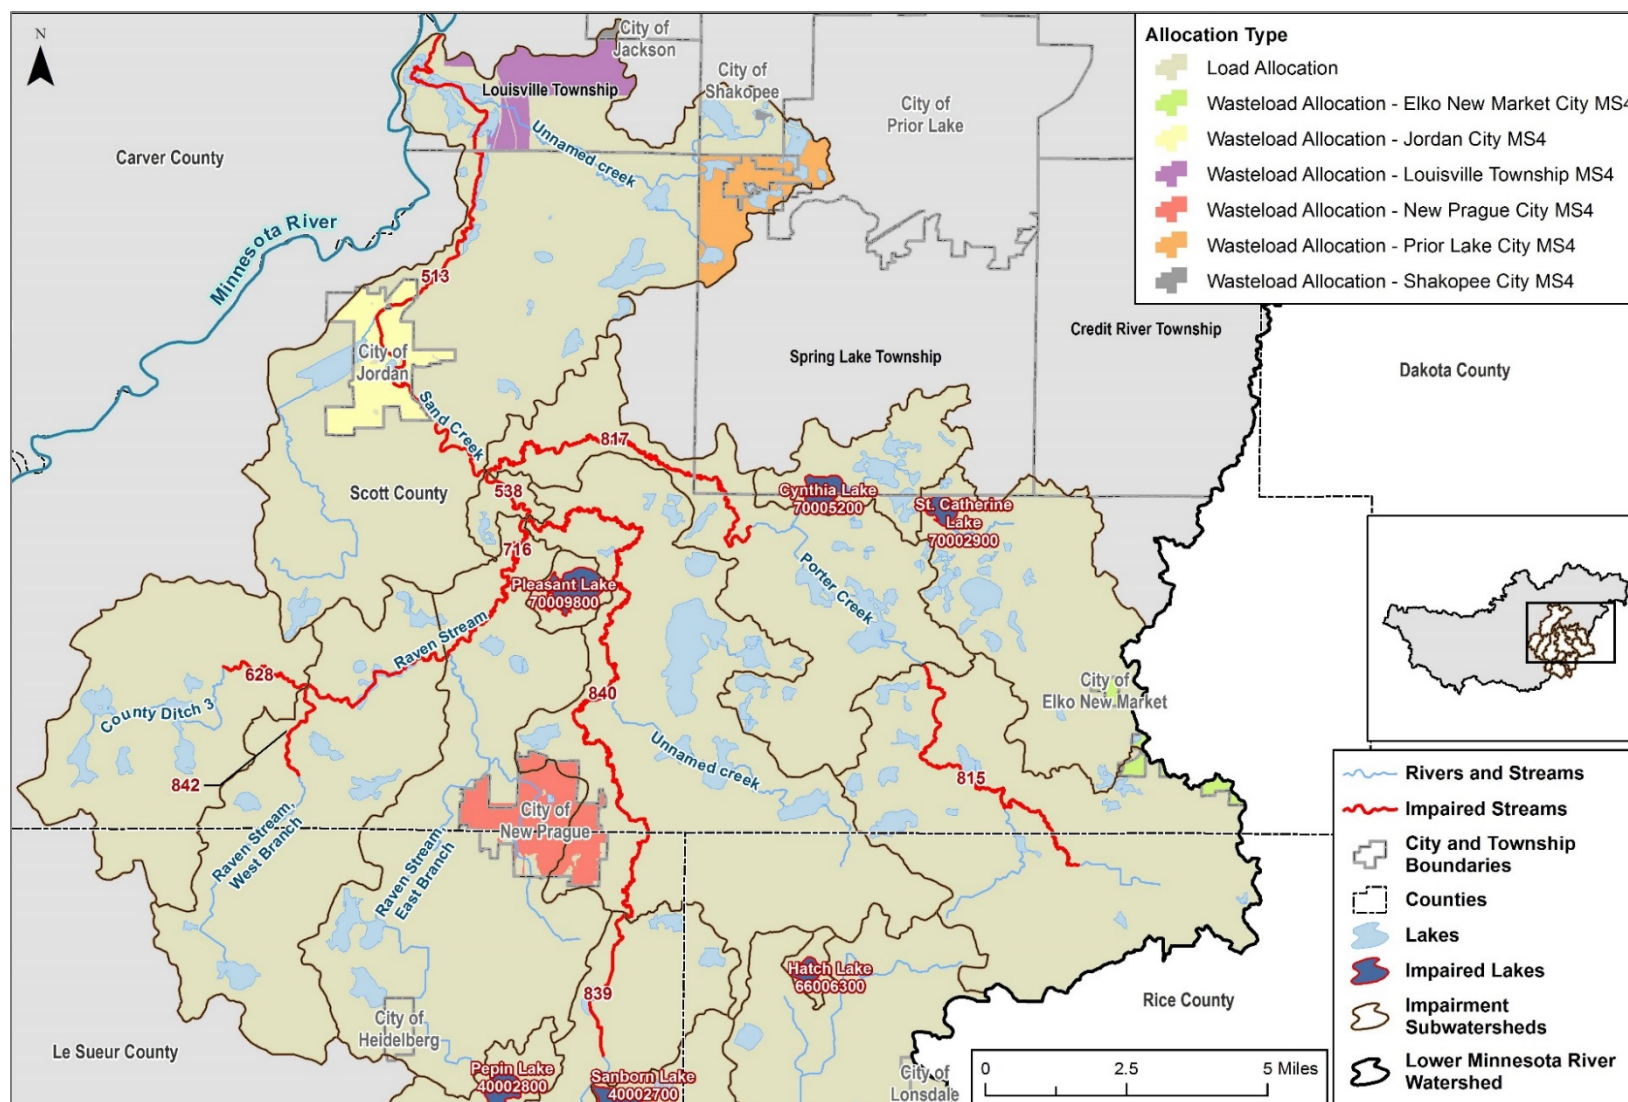 N
City of
Jackson
Louisville Township
City of
Shakopee
City of
Prior Lake
Carver County
Unnamed creek
Minnesota River
513
City of
Jordan
Sand Creek
Spring Lake Township
Credit River Township
Dakota County
817
Scott County
538
Cynthia Lake
70005200
St. Catherine
Lake
70002900
716
Pleasant Lake
70009800
Porter Creek
Raven Stream
628
County Ditch 3
840
City of
Elko New Market
Unnamed creek
842
815
City of
New Prague
Raven Stream,
West Branch
Raven Stream,
East Branch
Hatch Lake
66006300
839
Rice County
City of
Heidelberg
Le Sueur County
Pepin Lake
40002800
Sanborn Lake
40002700
City of
Lonsdale
Allocation Type
Load Allocation
Wasteload Allocation - Elko New Market City MS4
Wasteload Allocation - Jordan City MS4
Wasteload Allocation - Louisville Township MS4
Wasteload Allocation - New Prague City MS4
Wasteload Allocation - Prior Lake City MS4
Wasteload Allocation - Shakopee City MS4
Rivers and Streams
Impaired Streams
City and Township
Boundaries
Counties
Lakes
Impaired Lakes
Impairment
Subwatersheds
Lower Minnesota River
Watershed
0 2.5 5 Miles